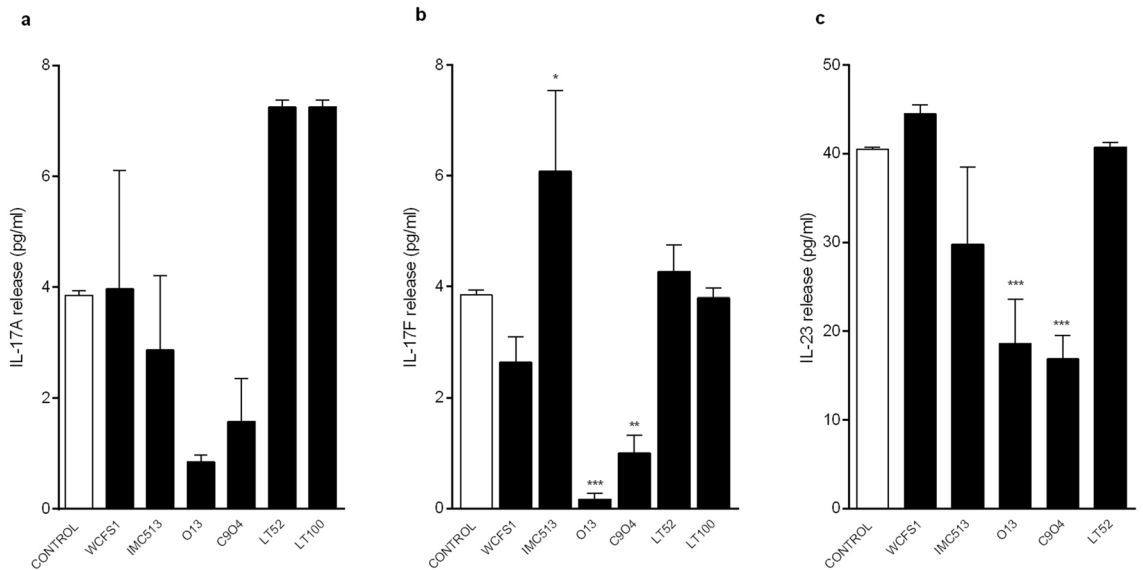 a
IL-17A release (pg/ml)
8
6
4
2
0
CONTROL
WCFS1
IMC513
O13
C9O4
LT52
LT100
b
IL-17F release (pg/ml)
8
6
4
2
0
*
***
**
CONTROL
WCFS1
IMC513
O13
C9O4
LT52
LT100
c
IL-23 release (pg/ml)
50
40
30
20
10
0
***
***
CONTROL
WCFS1
IMC513
O13
C9O4
LT52